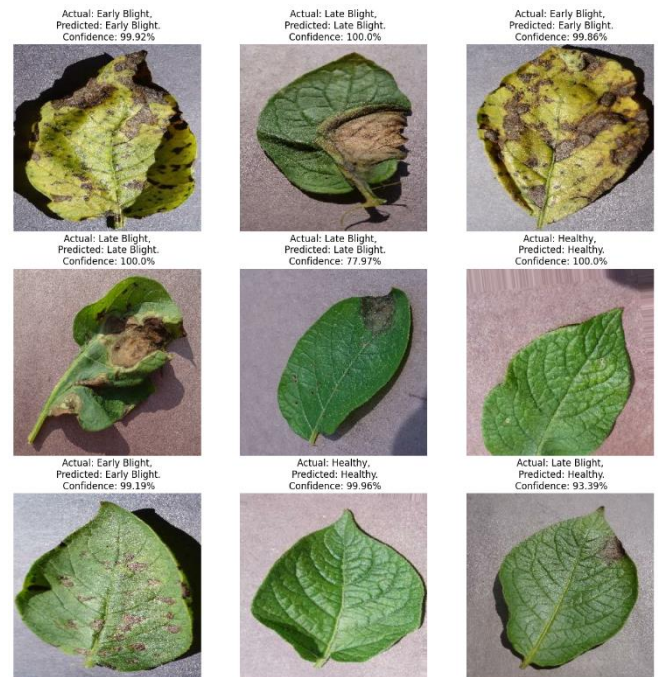 Actual: Early Blight,
Predicted: Early Blight.
Confidence: 99.92%
Actual: Late Blight,
Predicted: Late Blight.
Confidence: 100.0%
Actual: Early Blight,
Predicted: Early Blight.
Confidence: 99.86%
Actual: Late Blight,
Predicted: Late Blight.
Confidence: 100.0%
Actual: Late Blight,
Predicted: Late Blight.
Confidence: 77.97%
Actual: Healthy,
Predicted: Healthy.
Confidence: 100.0%
Actual: Early Blight,
Predicted: Early Blight.
Confidence: 99.19%
Actual: Healthy,
Predicted: Healthy.
Confidence: 99.96%
Actual: Late Blight,
Predicted: Healthy.
Confidence: 93.39%